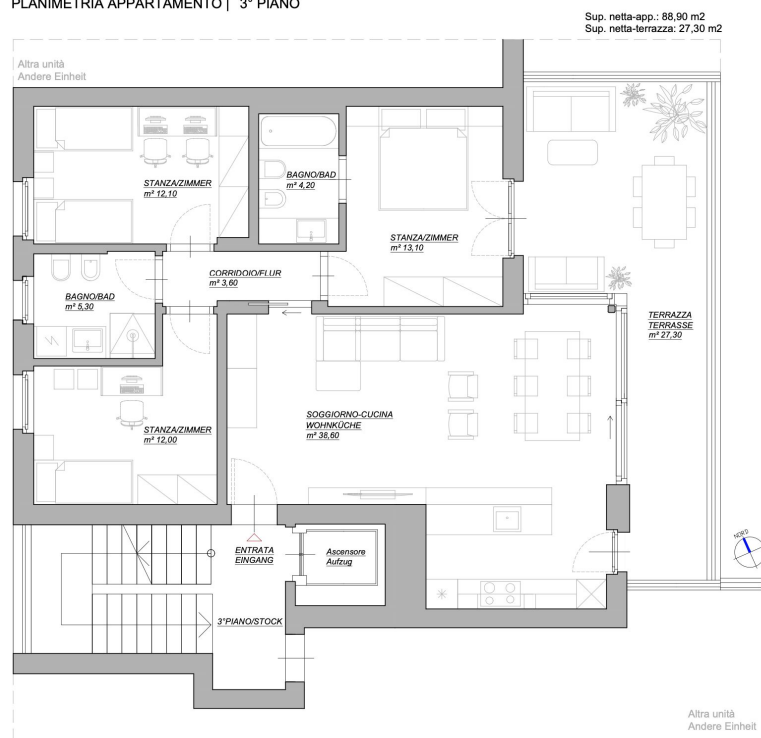 PLANIMETRIA APPARTAMENTO | 3° PIANO
Sup. netta-app.: 88,90 m2
Sup. netta-terrazza: 27,30 m2
Altra unità
Andere Einheit
STANZA/ZIMMER
m² 12,10
BAGNO/BAD
m² 4,20
STANZA/ZIMMER
m² 13,10
CORRIDOIO/FLUR
m² 3,60
BAGNO/BAD
m² 5,30
TERRAZZA
TERRASSE
m² 27,30
STANZA/ZIMMER
m² 12,00
SOGGIORNO-CUCINA
WOHNKÜCHE
m² 38,60
ENTRATA
EINGANG
Ascensore
Aufzug
NORD
3°PIANO/STOCK
Altra unità
Andere Einheit